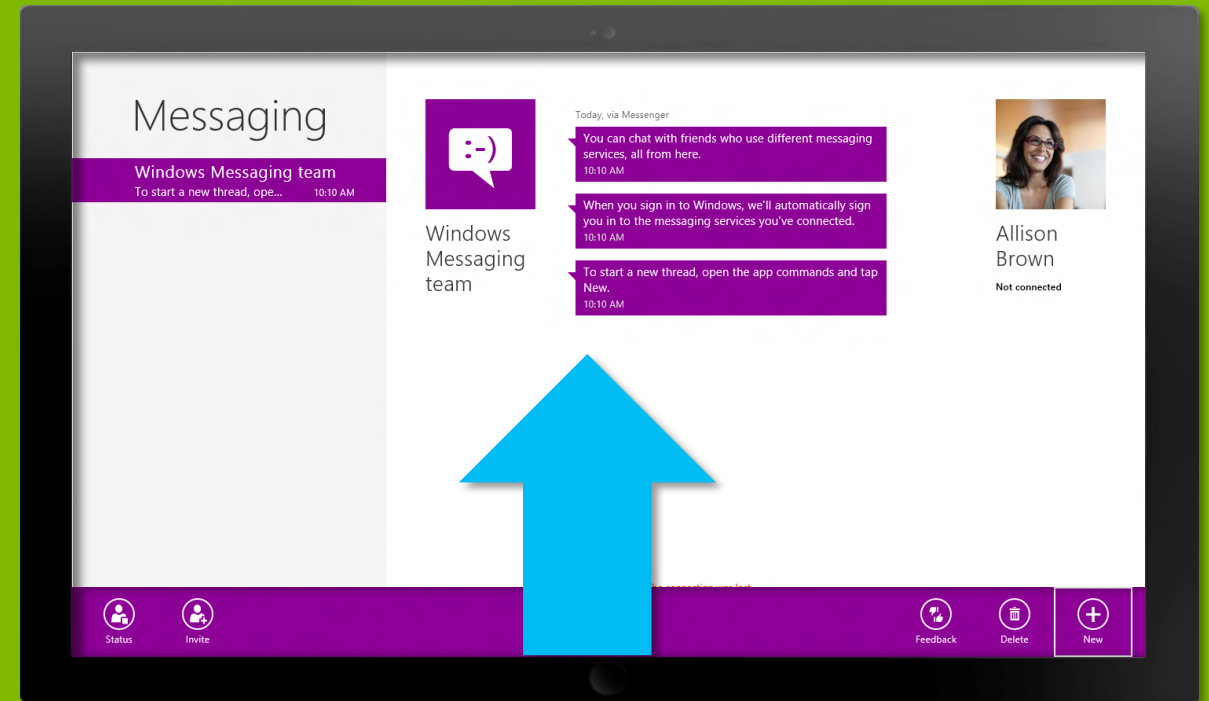 Messaging
Windows Messaging team
To start a new thread, ope... 10:10 AM
:-)
Windows
Messaging
team
Today, via Messenger
You can chat with friends who use different messaging
services, all from here.
10:10 AM
When you sign in to Windows, we'll automatically sign
you in to the messaging services you've connected.
10:10 AM
To start a new thread, open the app commands and tap
New.
10:10 AM
Allison
Brown
Not connected
connection was lost
Status
Invite
Feedback
Delete
New